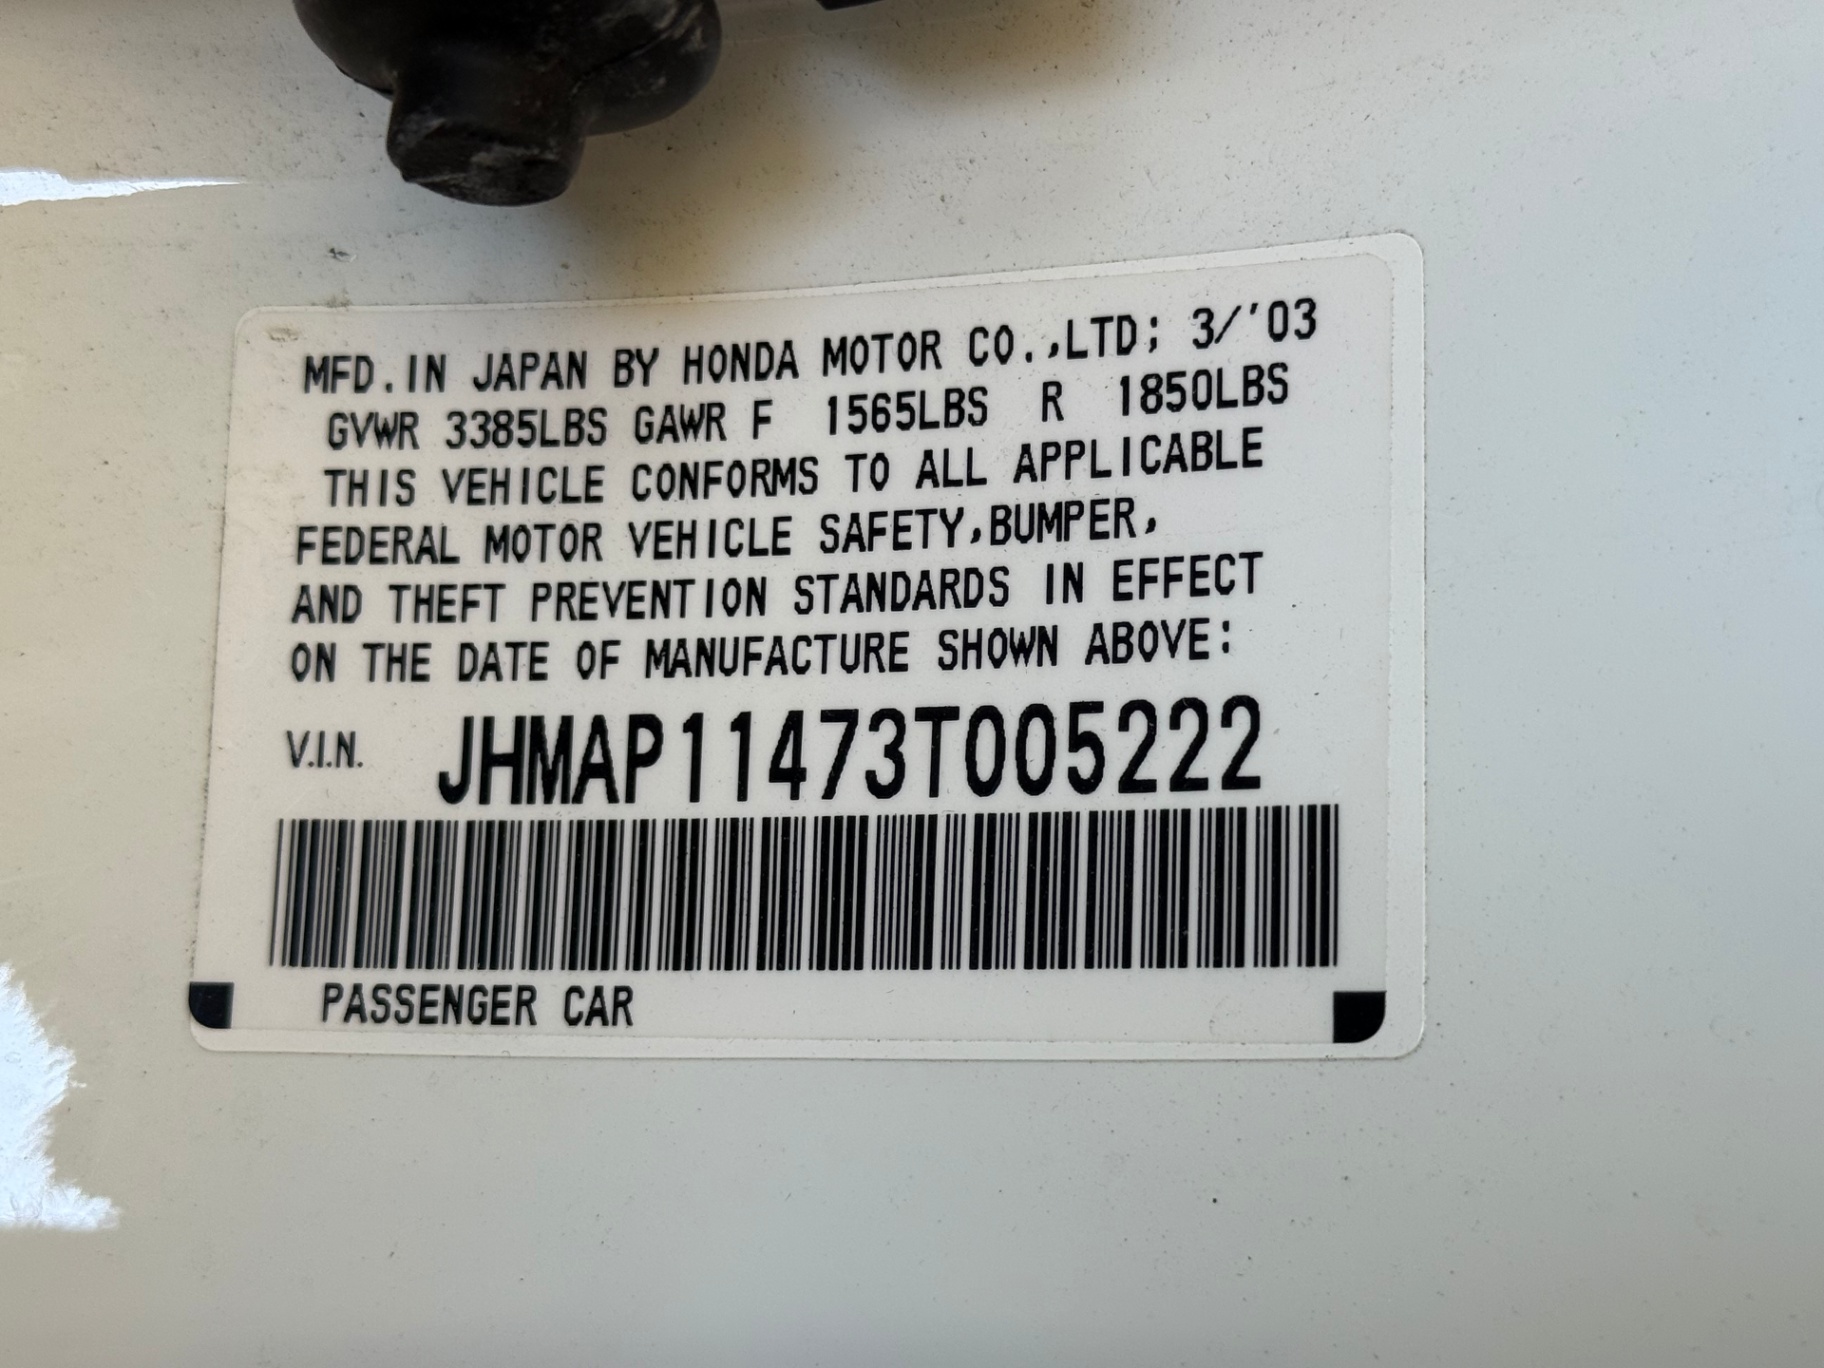 MFD.IN JAPAN BY HONDA MOTOR CO.,LTD; 3/'03
GVWR 3385LBS GAWR F 1565LBS R 1850LBS
THIS VEHICLE CONFORMS TO ALL APPLICABLE
FEDERAL MOTOR VEHICLE SAFETY,BUMPER,
AND THEFT PREVENTION STANDARDS IN EFFECT
ON THE DATE OF MANUFACTURE SHOWN ABOVE:
V.I.N. JHMAP11473T005222
PASSENGER CAR